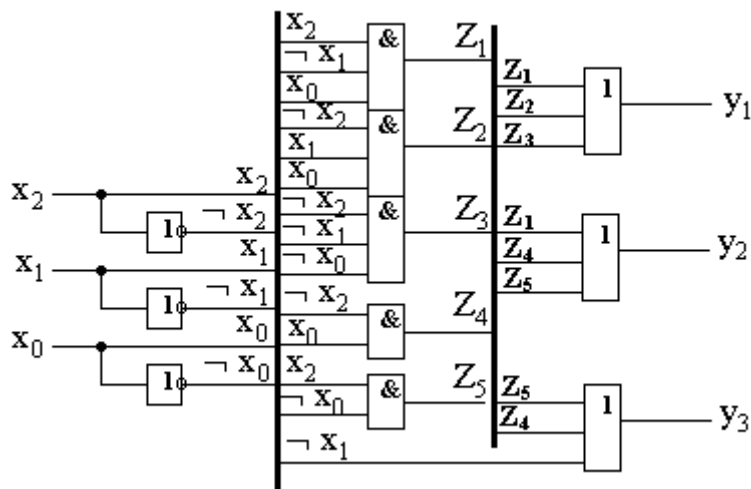 x₂ & Z₁
¬ x₁ Z₁ 1
x₀ Z₂ y₁
¬ x₂ & Z₂ Z₃
x₁
x₂ x₂ x₀
¬ x₂ ¬ x₂ & Z₃ Z₁ 1
1 ¬ x₁ Z₄ y₂
x₁ x₁ ¬ x₀ Z₅
¬ x₁ ¬ x₂ & Z₄
1 x₀
x₀ x₀
¬ x₀ x₂ & Z₅ Z₅ 1
1 ¬ x₀ Z₄ y₃
¬ x₁